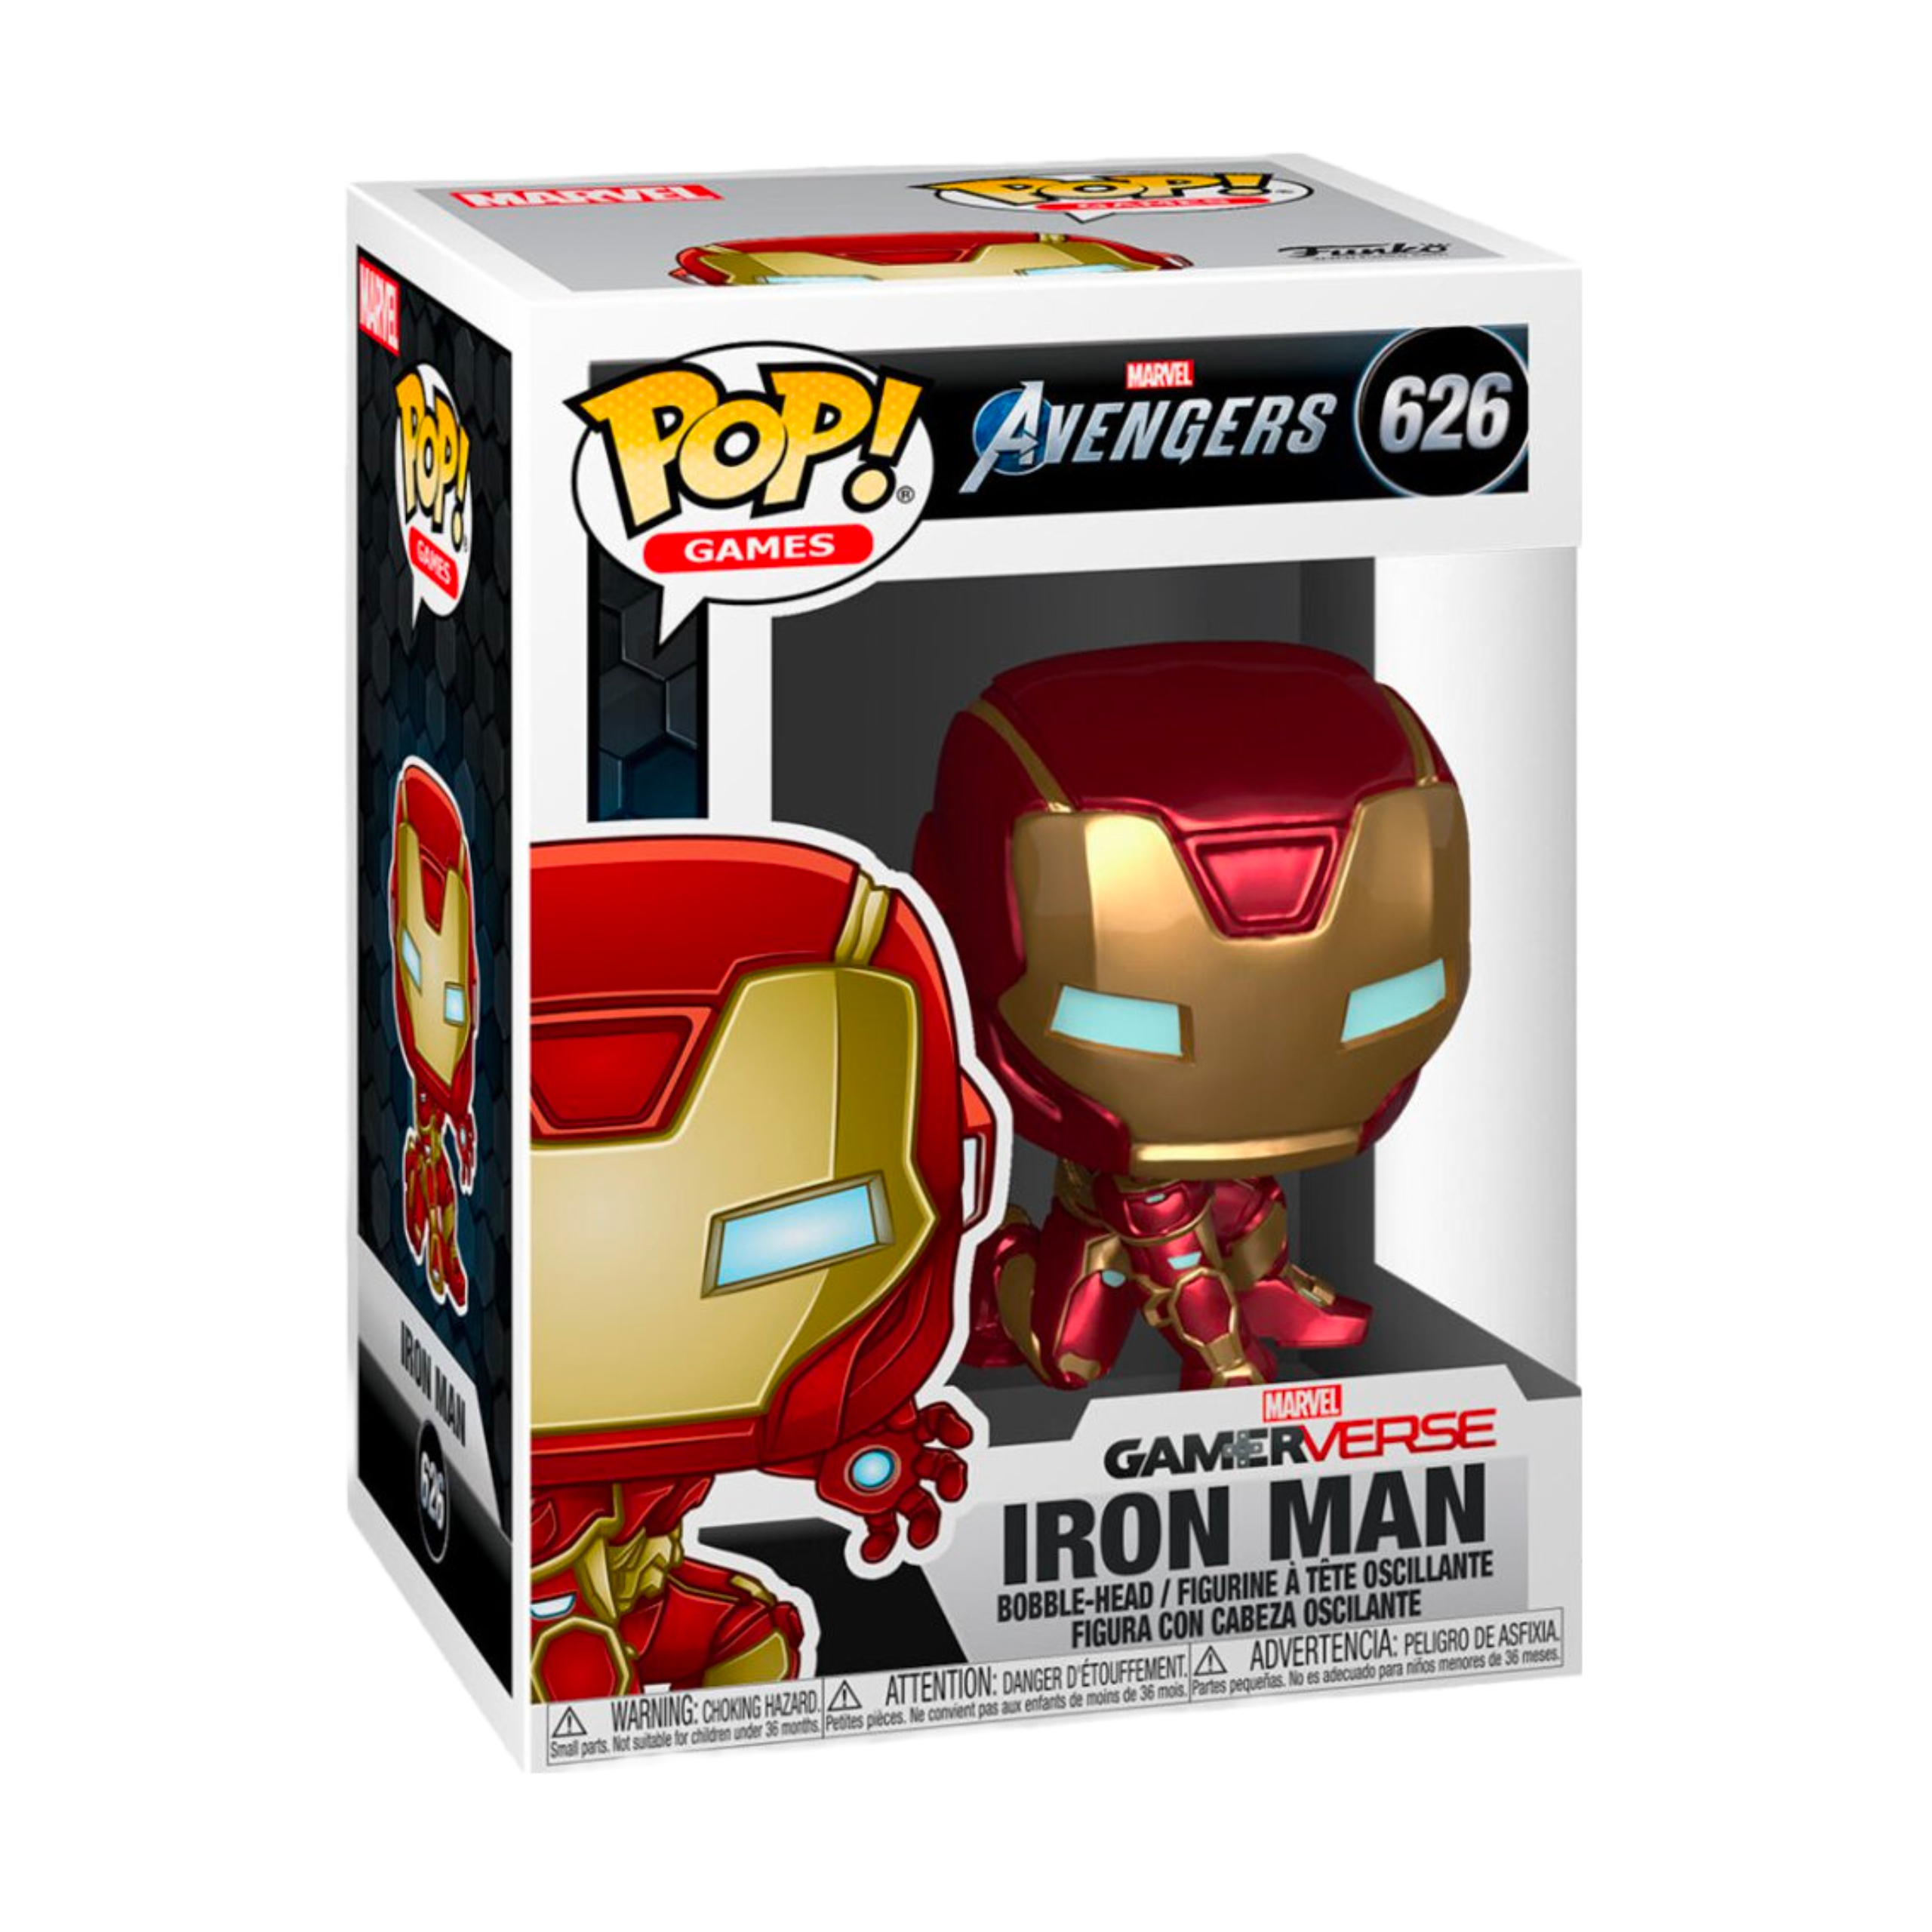 MARVEL
POP!
GAMES
Funko
MARVEL
POP!
GAMES
IRON MAN
626
POP!®
GAMES
MARVEL
AVENGERS
626
MARVEL
GAMERVERSE
IRON MAN
BOBBLE-HEAD / FIGURINE À TÊTE OSCILLANTE
FIGURA CON CABEZA OSCILANTE
WARNING: CHOKING HAZARD.
Small parts. Not suitable for children under 36 months.
ATTENTION: DANGER D'ÉTOUFFEMENT.
Petites pièces. Ne convient pas aux enfants de moins de 36 mois.
ADVERTENCIA: PELIGRO DE ASFIXIA.
Partes pequeñas. No es adecuado para niños menores de 36 meses.